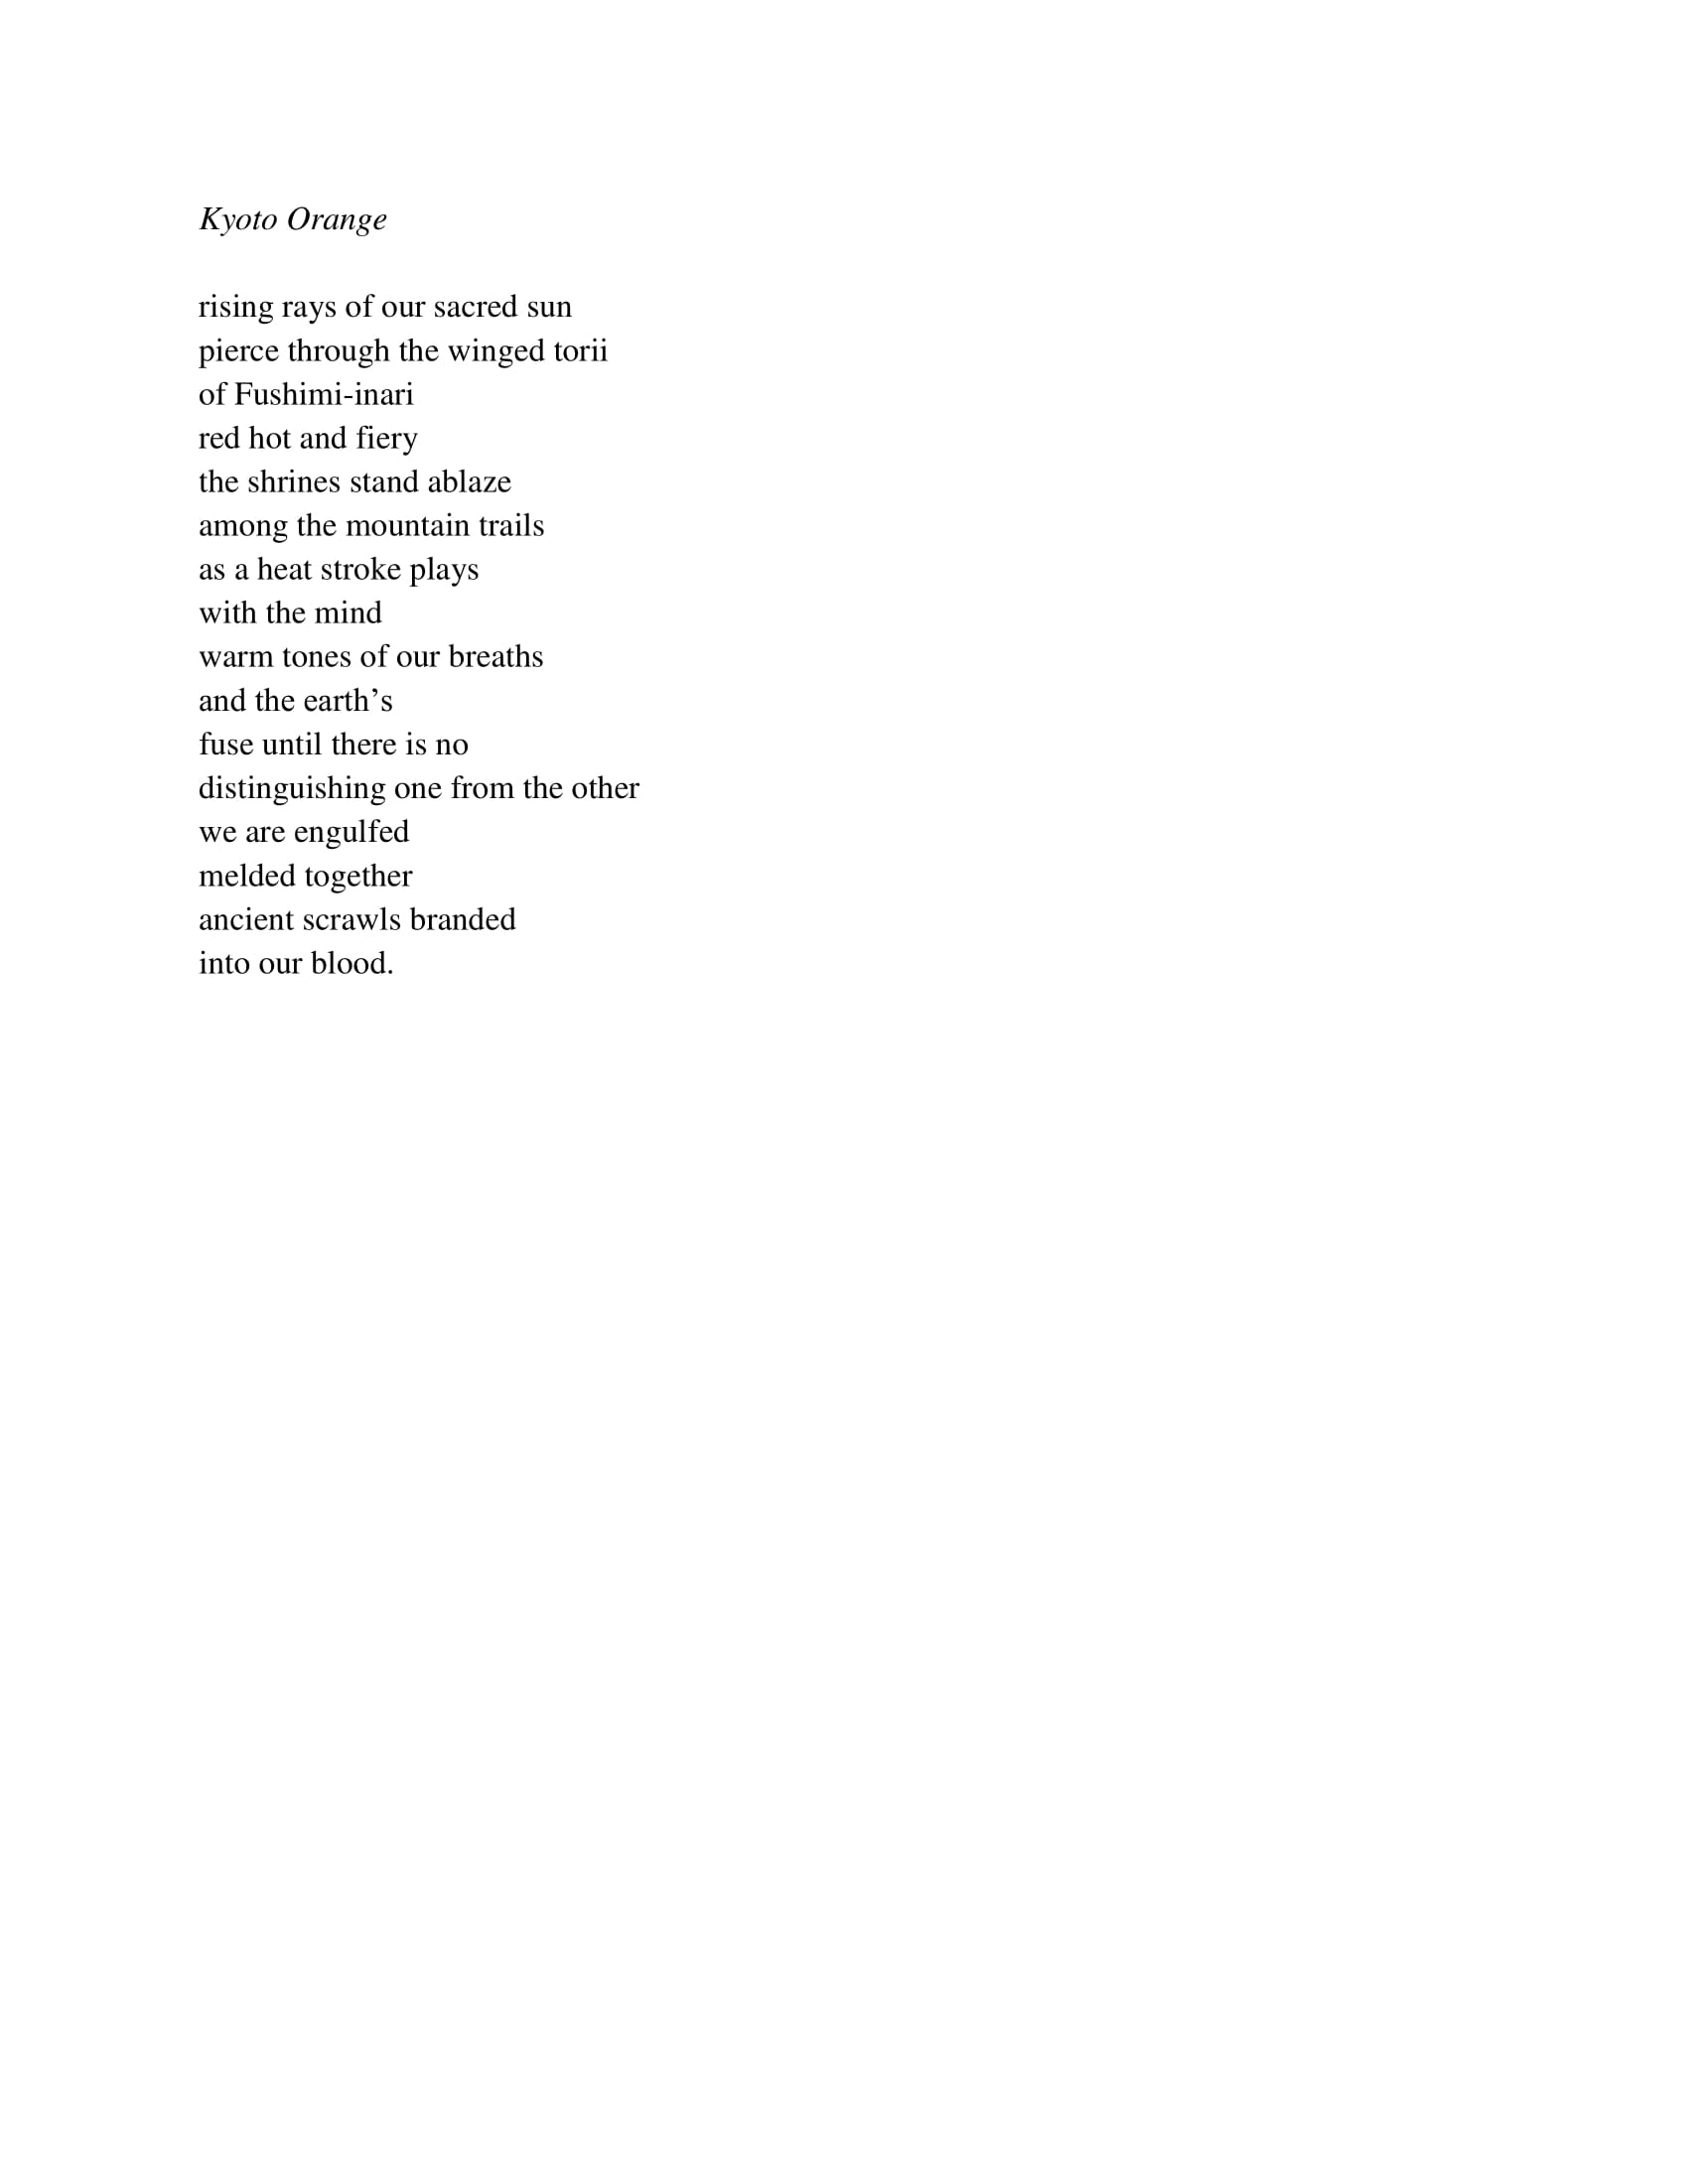 Kyoto Orange
rising rays of our sacred sun
pierce through the winged torii
of Fushimi-inari
red hot and fiery
the shrines stand ablaze
among the mountain trails
as a heat stroke plays
with the mind
warm tones of our breaths
and the earth’s
fuse until there is no
distinguishing one from the other
we are engulfed
melded together
ancient scrawls branded
into our blood.